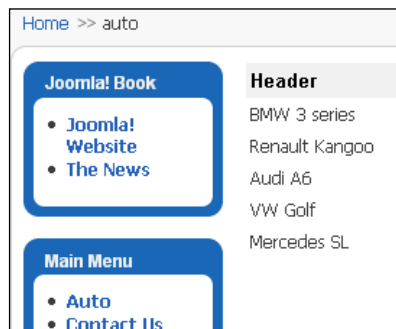 Home >> auto
Joomla! Book
Joomla!
Website
The News
Main Menu
Auto
Contact Us
Header
BMW 3 series
Renault Kangoo
Audi A6
VW Golf
Mercedes SL